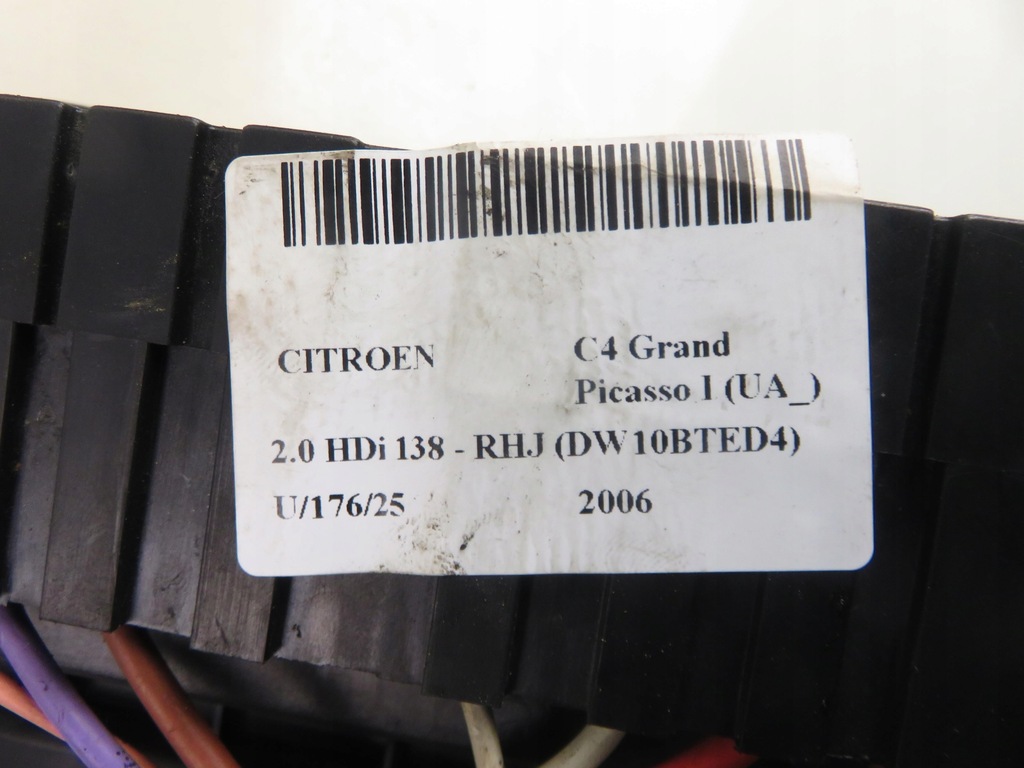 CITROEN C4 Grand
Picasso I (UA_)
2.0 HDi 138 - RHJ (DW10BTED4)
U/176/25 2006